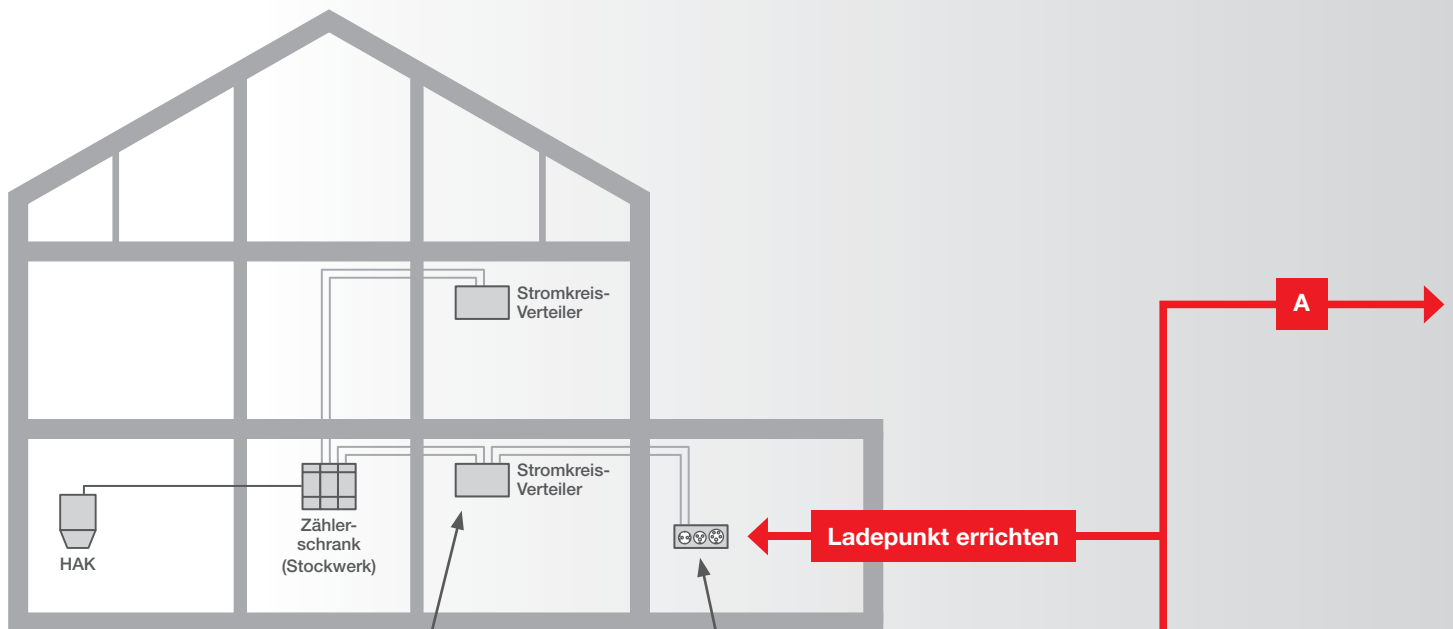 Stromkreis-
Verteiler
A
Stromkreis-
Verteiler
HAK
Zähler-
schrank
(Stockwerk)
Ladepunkt errichten